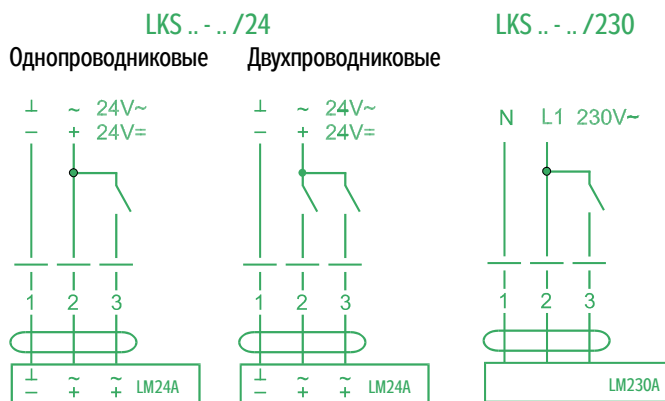 LKS .. - .. /24 LKS .. - .. /230
Однопроводниковые Двухпроводниковые
⊥ ~ 24V~ ⊥ ~ 24V~
− + 24V= − + 24V=
N L1 230V~
1 2 3 1 2 3 1 2 3
⊥ ~ ~ LM24A ⊥ ~ ~ LM24A LM230A
− + + − + +